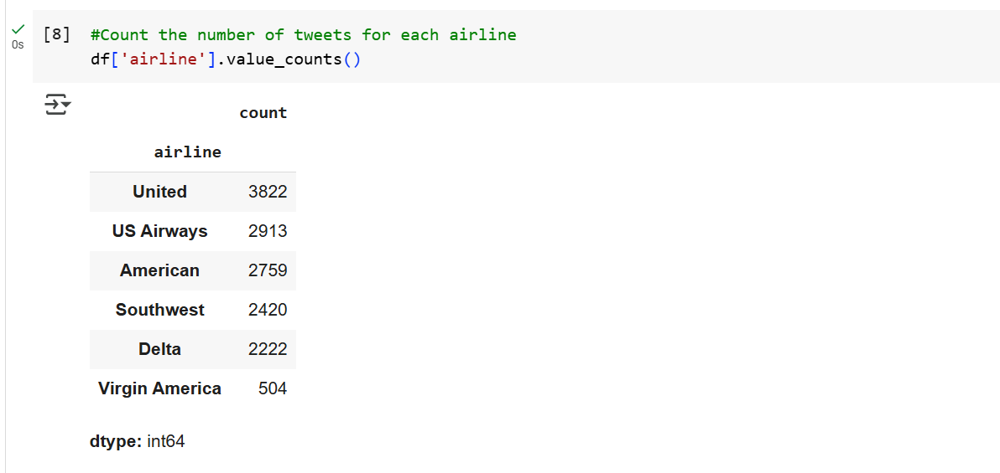 [8] #Count the number of tweets for each airline
0s df['airline'].value_counts()
count
airline
United 3822
US Airways 2913
American 2759
Southwest 2420
Delta 2222
Virgin America 504
dtype: int64